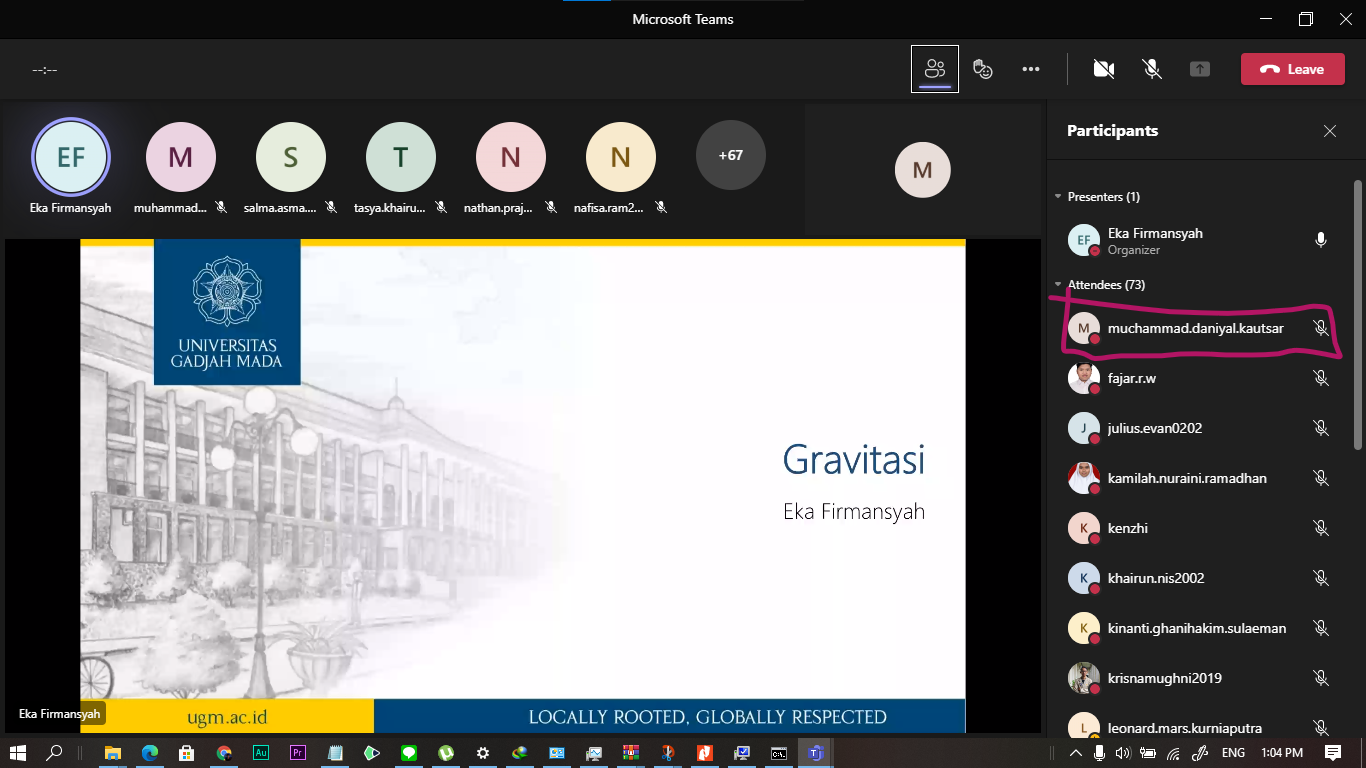 Microsoft Teams
--:--
Leave
EF
M
S
T
N
N
+67
M
Eka Firmansyah
muhammad...
salma.asma....
tasya.khairu...
nathan.praj...
nafisa.ram2...
UNIVERSITAS
GADJAH MADA
Gravitasi
Eka Firmansyah
Eka Firmansyah
ugm.ac.id
LOCALLY ROOTED, GLOBALLY RESPECTED
Participants
Presenters (1)
EF
Eka Firmansyah
Organizer
Attendees (73)
M
muchammad.daniyal.kautsar
fajar.r.w
J
julius.evan0202
kamilah.nuraini.ramadhan
K
kenzhi
K
khairun.nis2002
K
kinanti.ghanihakim.sulaeman
krisnamughni2019
L
leonard.mars.kurniaputra
Au
Pr
ENG
1:04 PM